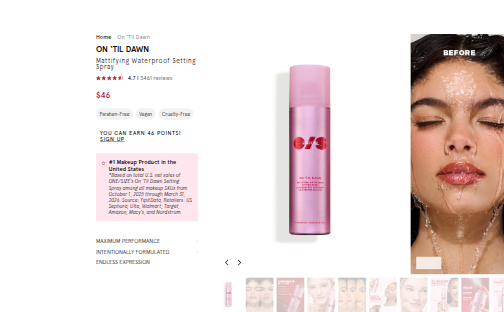 Home On 'Til Dawn
ON 'TIL DAWN
Mattifying Waterproof Setting
Spray
4.7 | 3461 reviews
$46
Paraben-Free Vegan Cruelty-Free
YOU CAN EARN 46 POINTS!
SIGN UP
#1 Makeup Product in the
United States
*Based on total U.S. net sales of
ONE/SIZE's On 'Til Dawn Setting
Spray among all makeup SKUs from
October 1, 2025 through March 31,
2026. Source: YipitData, Retailers: US
Sephora, Ulta, Walmart, Target,
Amazon, Macy's, and Nordstrom.
MAXIMUM PERFORMANCE
INTENTIONALLY FORMULATED
ENDLESS EXPRESSION
BEFORE
O/S
ON 'TIL DAWN